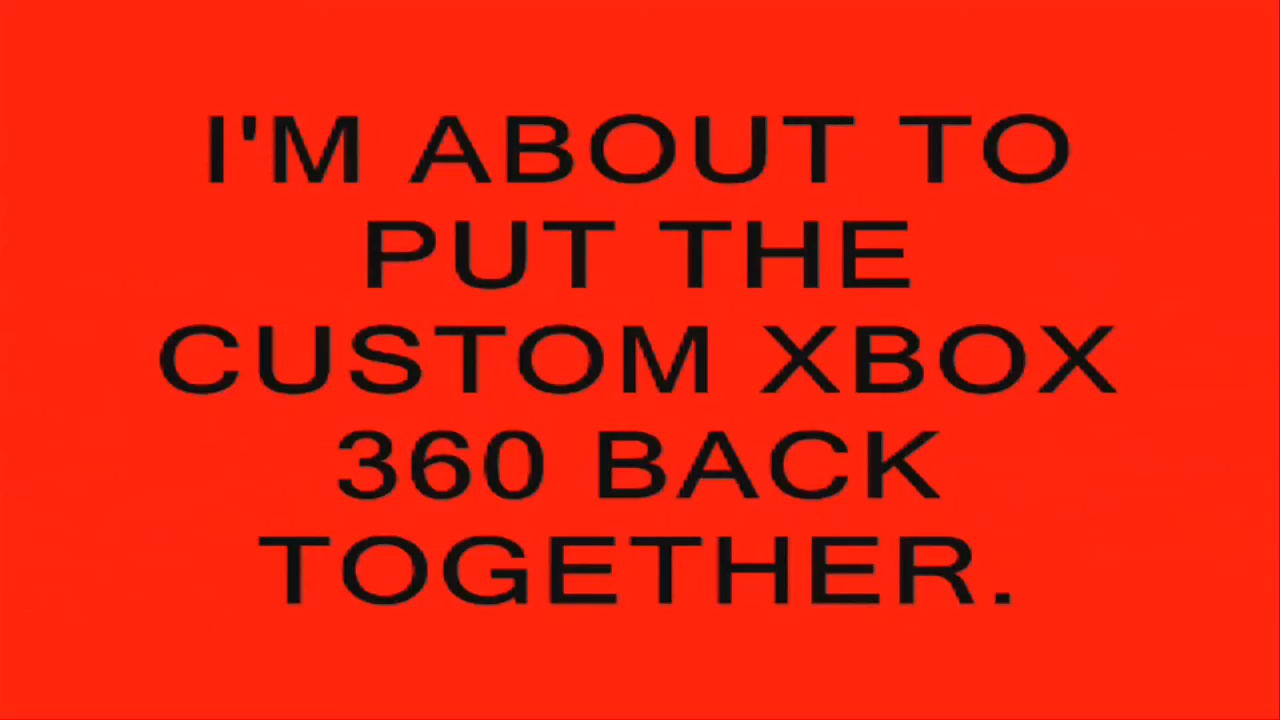 I'M ABOUT TO
PUT THE
CUSTOM XBOX
360 BACK
TOGETHER.